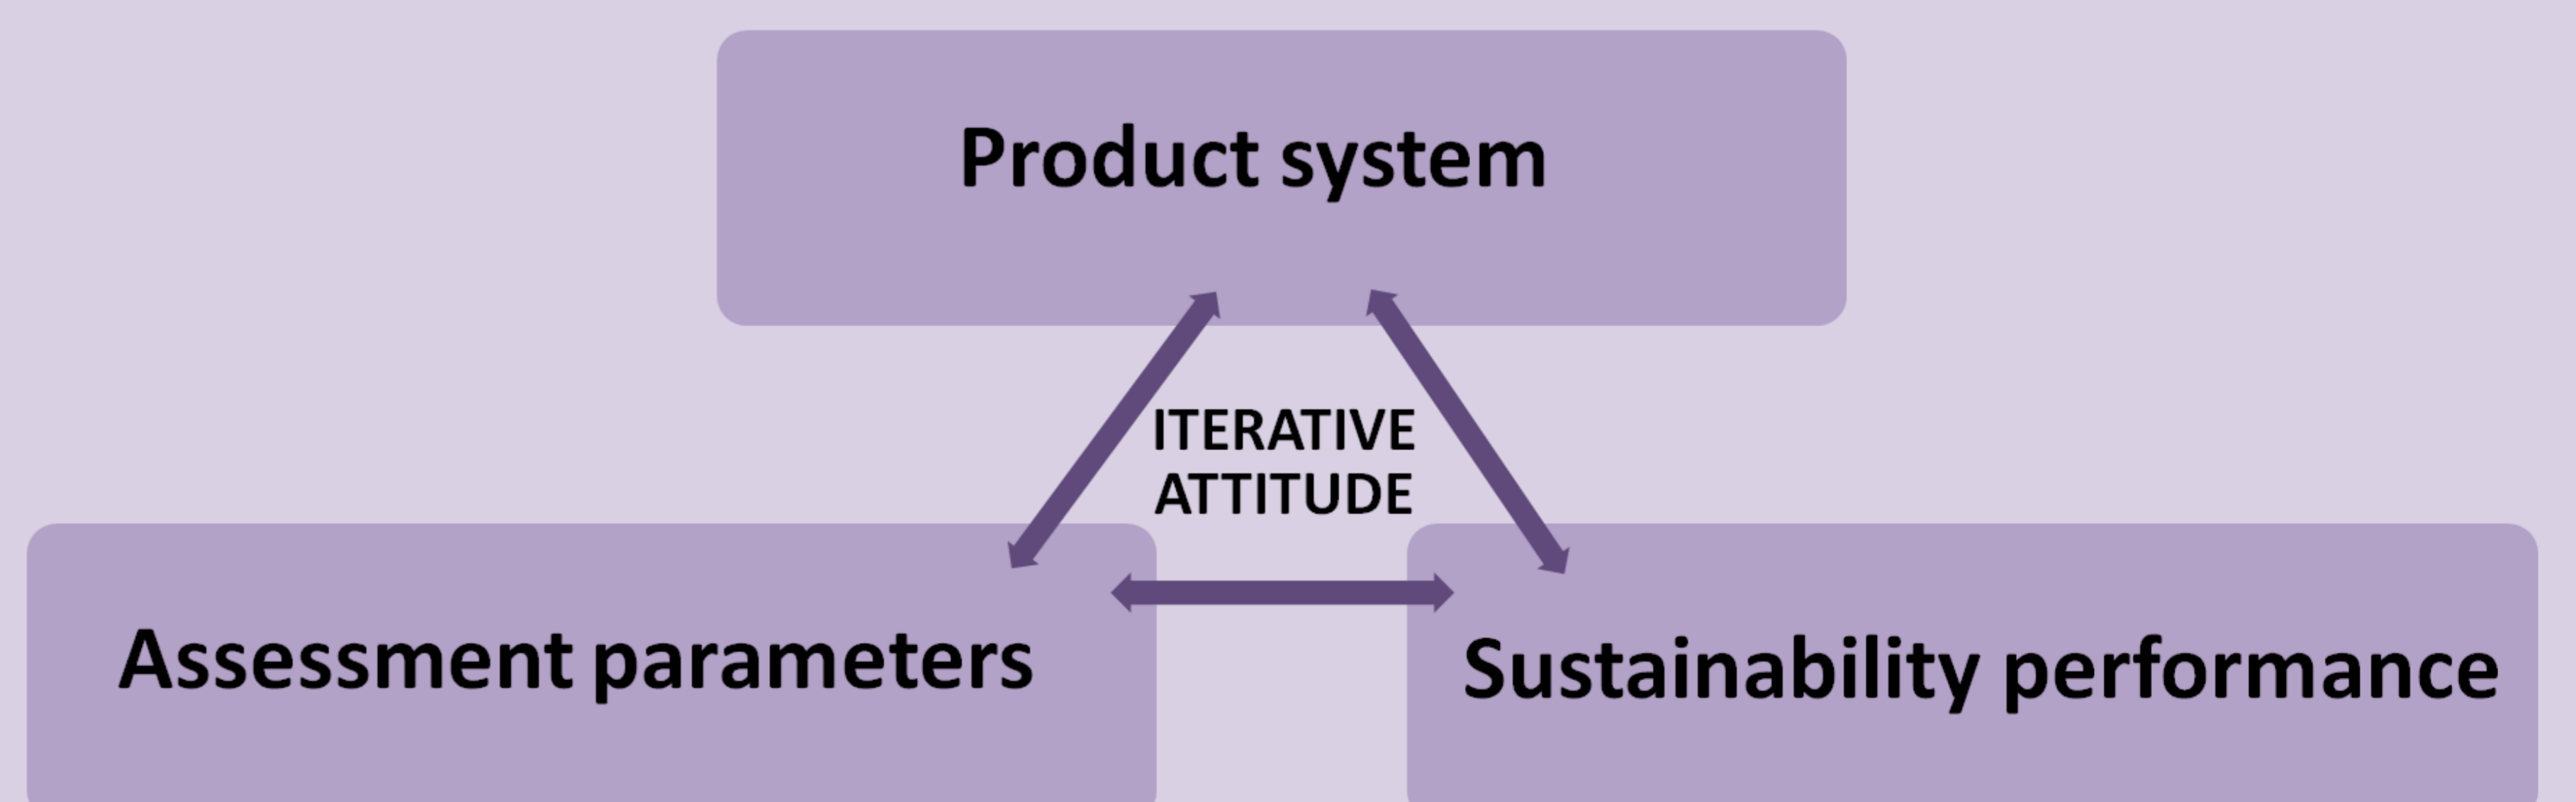 Product system
ITERATIVE
ATTITUDE
Assessment parameters
Sustainability performance